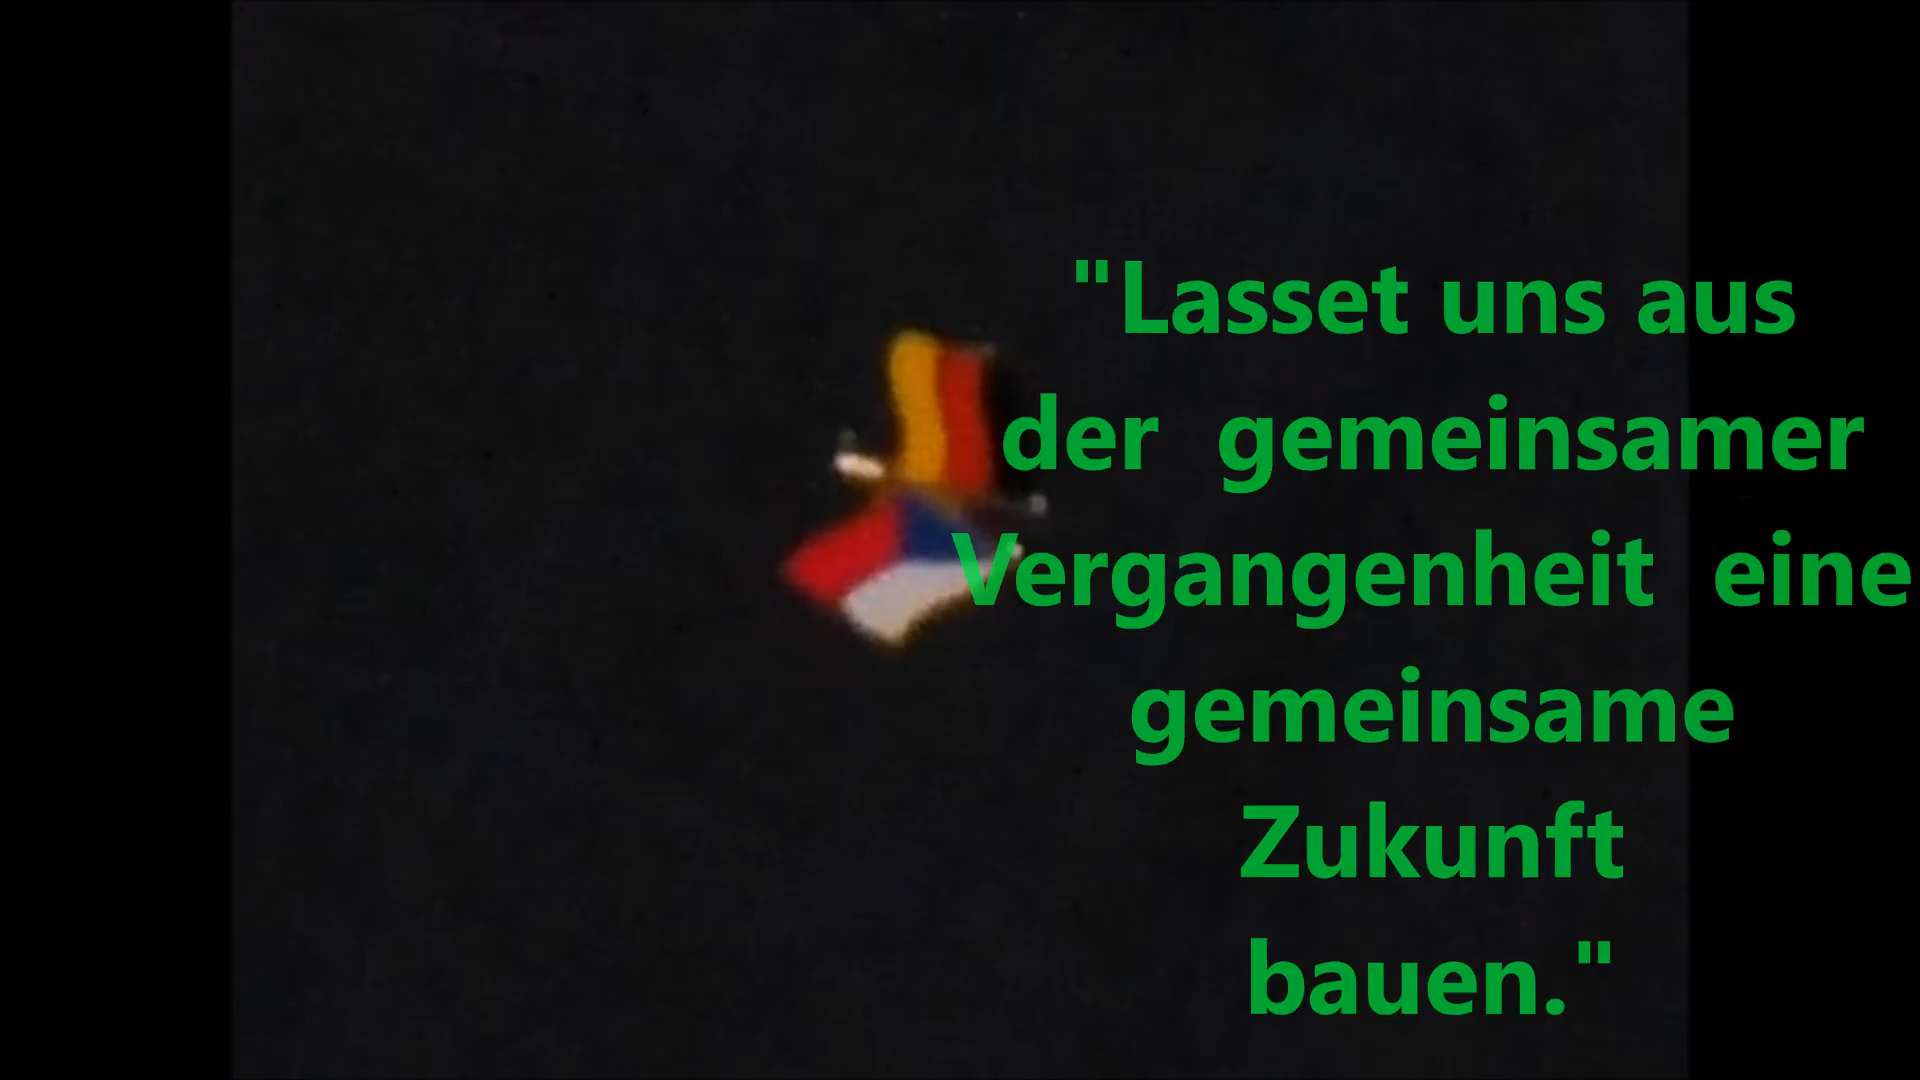 "Lasset uns aus
der gemeinsamer
Vergangenheit eine
gemeinsame
Zukunft
bauen."